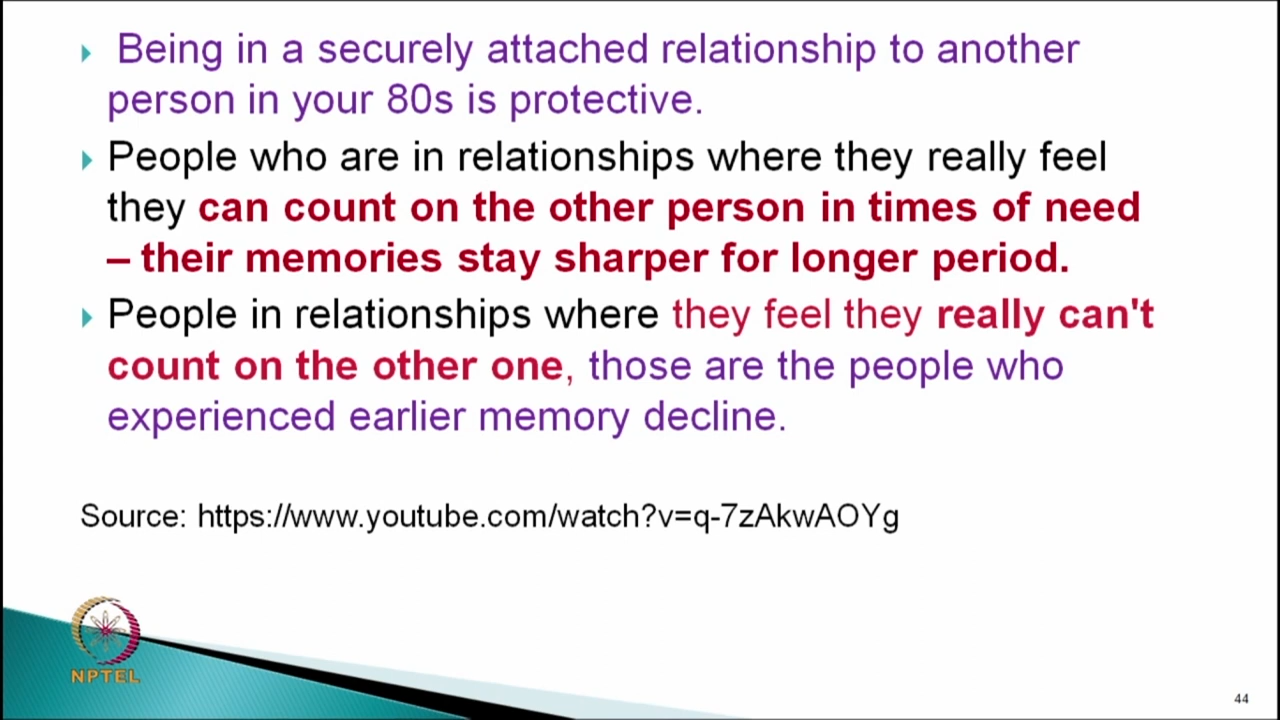 Being in a securely attached relationship to another
person in your 80s is protective.
People who are in relationships where they really feel
they can count on the other person in times of need
– their memories stay sharper for longer period.
People in relationships where they feel they really can't
count on the other one, those are the people who
experienced earlier memory decline.
Source: https://www.youtube.com/watch?v=q-7zAkwAOYg
NPTEL
44